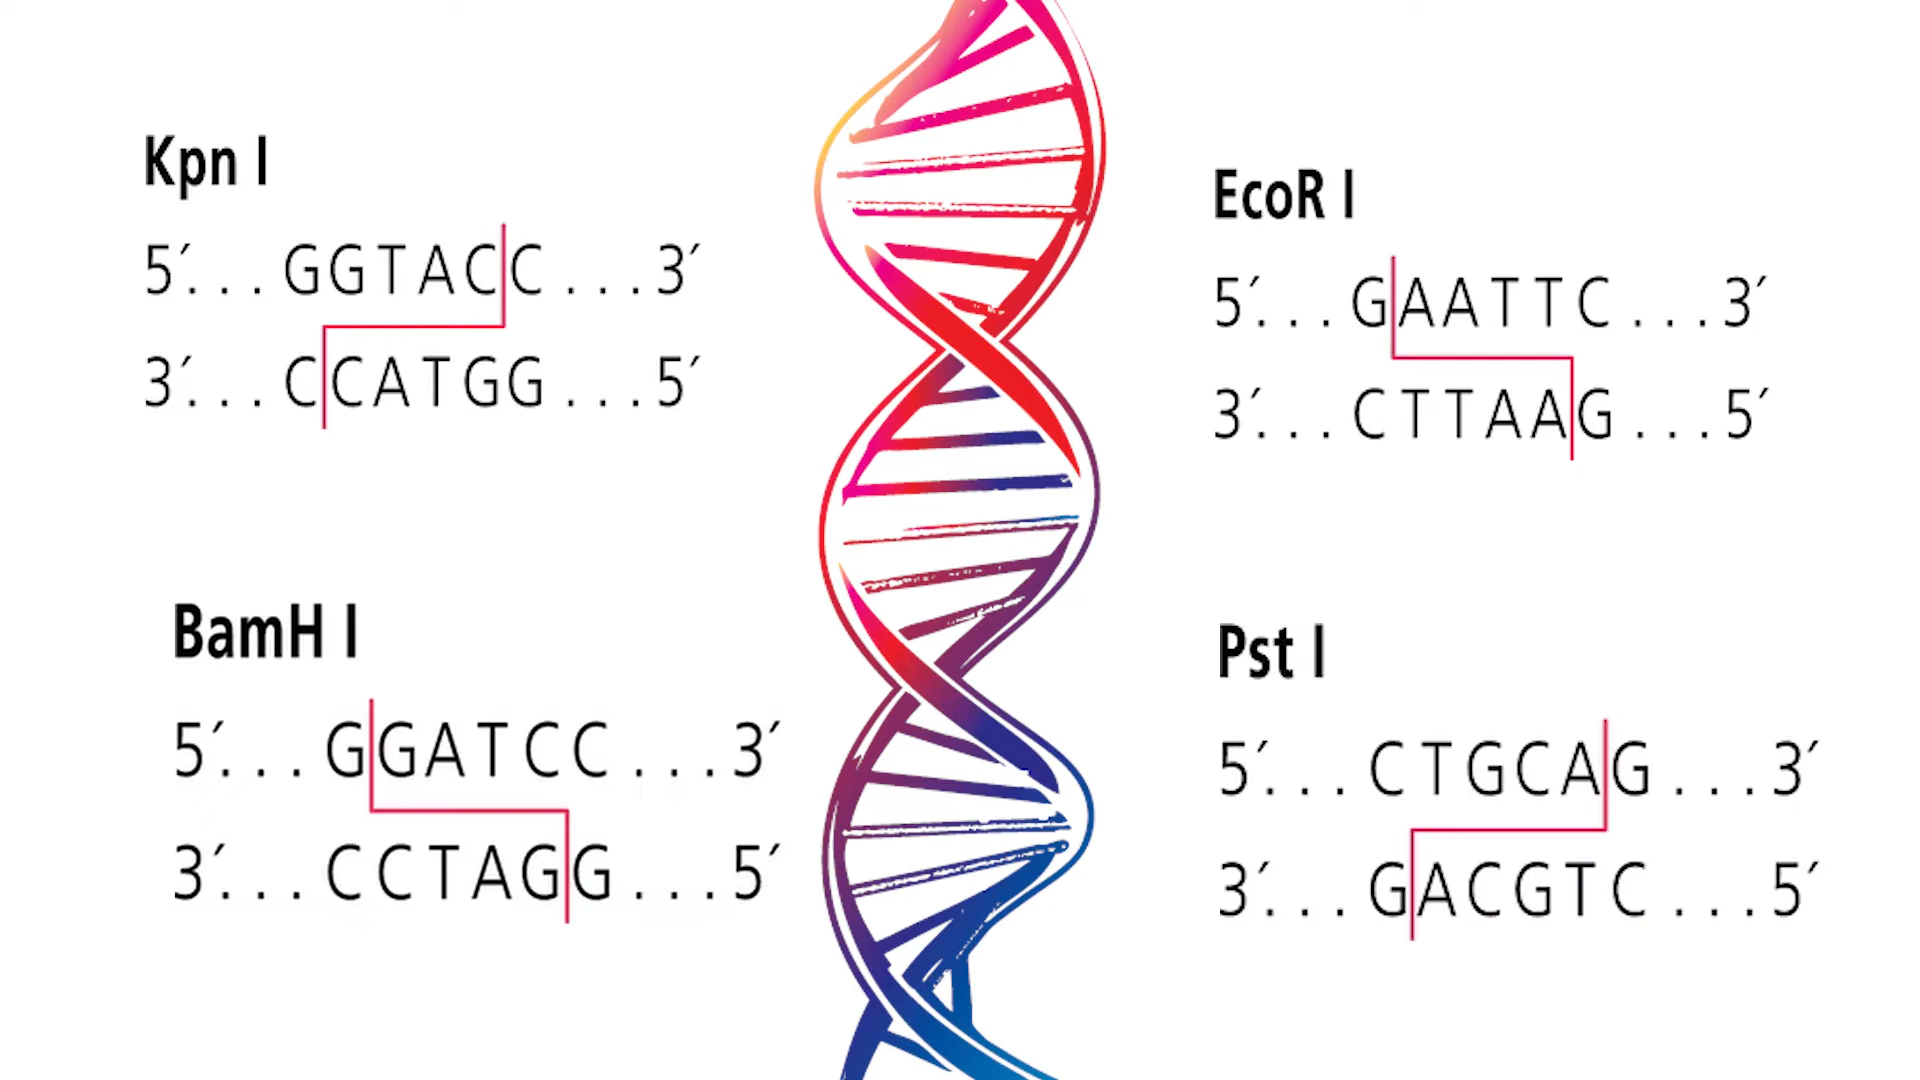 Kpn I
5′...GGTACC...3′
3′...CCATGG...5′
EcoR I
5′...GAATTC...3′
3′...CTTAAG...5′
BamH I
5′...GGATCC...3′
3′...CCTAGG...5′
Pst I
5′...CTGCAG...3′
3′...GACGTC...5′